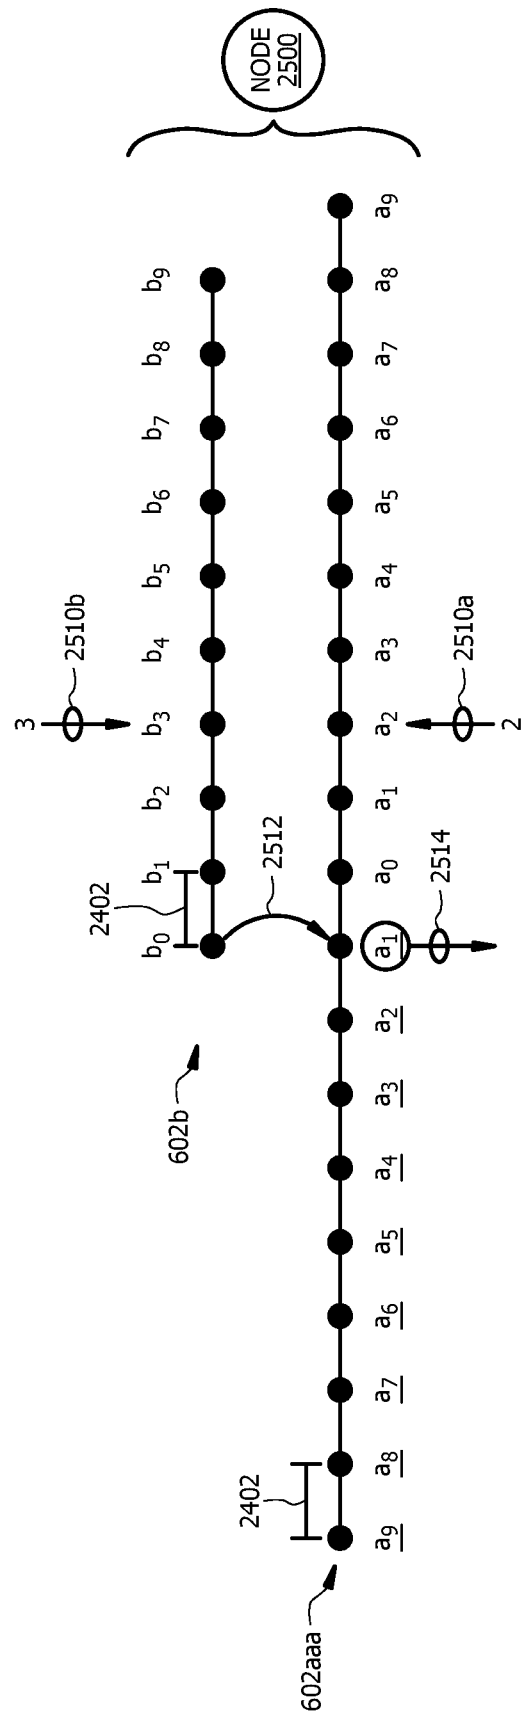 3
2510b
2402
b₀ b₁ b₂ b₃ b₄ b₅ b₆ b₇ b₈ b₉
602b
2402
NODE
2500
2512
602aaa
<u>a₉</u> <u>a₈</u> <u>a₇</u> <u>a₆</u> <u>a₅</u> <u>a₄</u> <u>a₃</u> <u>a₂</u> <u>a₁</u> a₀ a₁ a₂ a₃ a₄ a₅ a₆ a₇ a₈ a₉
2514
2510a
2